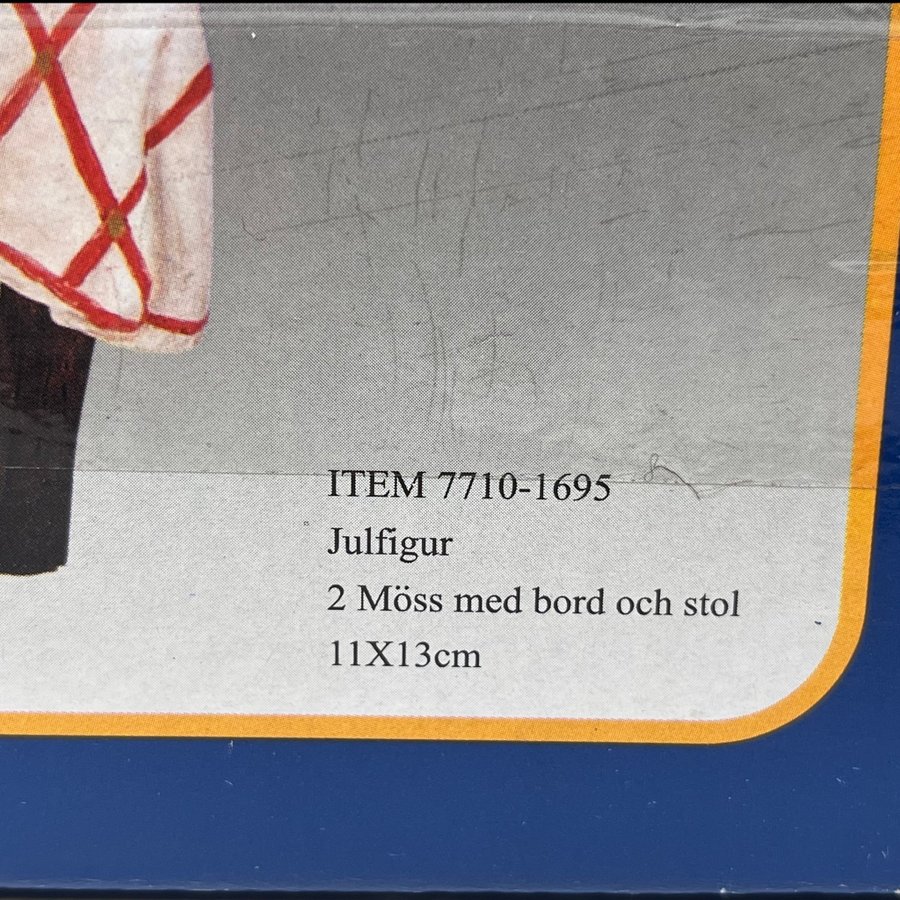 ITEM 7710-1695
Julfigur
2 Möss med bord och stol
11X13cm